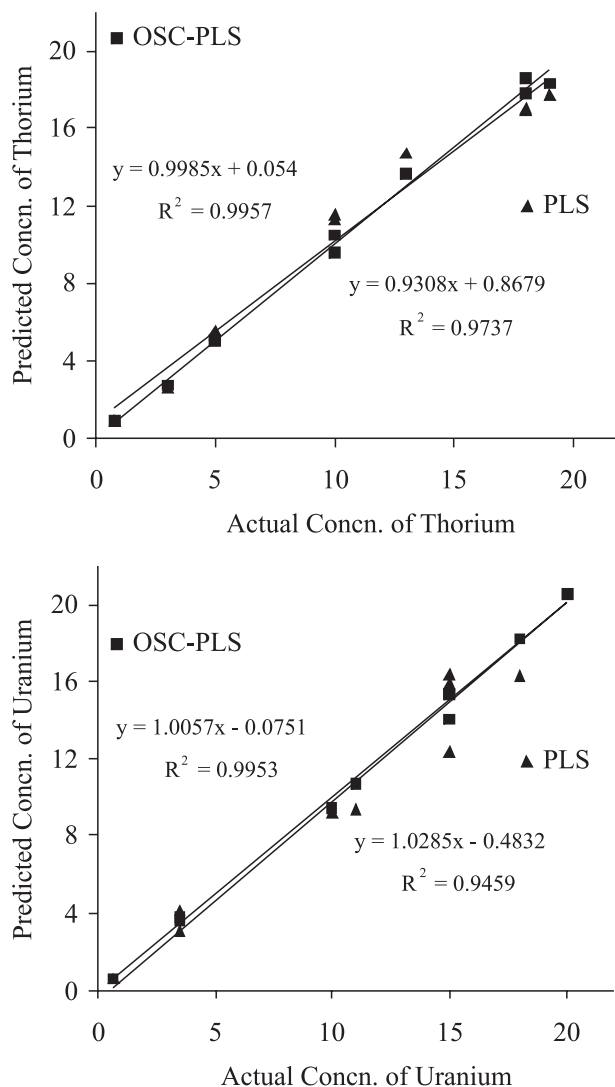 20
OSC-PLS
16
y = 0.9985x + 0.054
R² = 0.9957
12
PLS
8
y = 0.9308x + 0.8679
R² = 0.9737
4
0
0 5 10 15 20
Predicted Concn. of Thorium
Actual Concn. of Thorium
20
OSC-PLS
16
y = 1.0057x - 0.0751
R² = 0.9953
12
PLS
8
y = 1.0285x - 0.4832
R² = 0.9459
4
0
0 5 10 15 20
Predicted Concn. of Uranium
Actual Concn. of Uranium